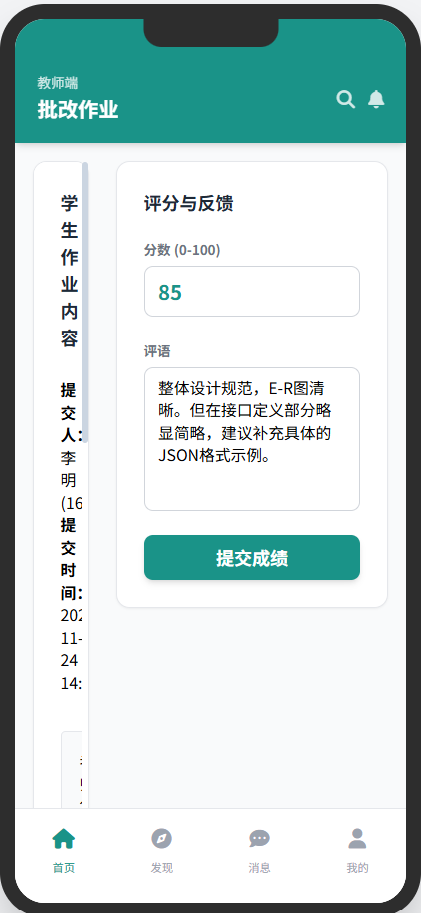 教师端
批改作业
学
生
作
业
内
容
提
交
人:
李
明
(16
提
交
时
间:
202
11-
24
14:
评分与反馈
分数 (0-100)
85
评语
整体设计规范，E-R图清
晰。但在接口定义部分略
显简略，建议补充具体的
JSON格式示例。
提交成绩
首页
发现
消息
我的